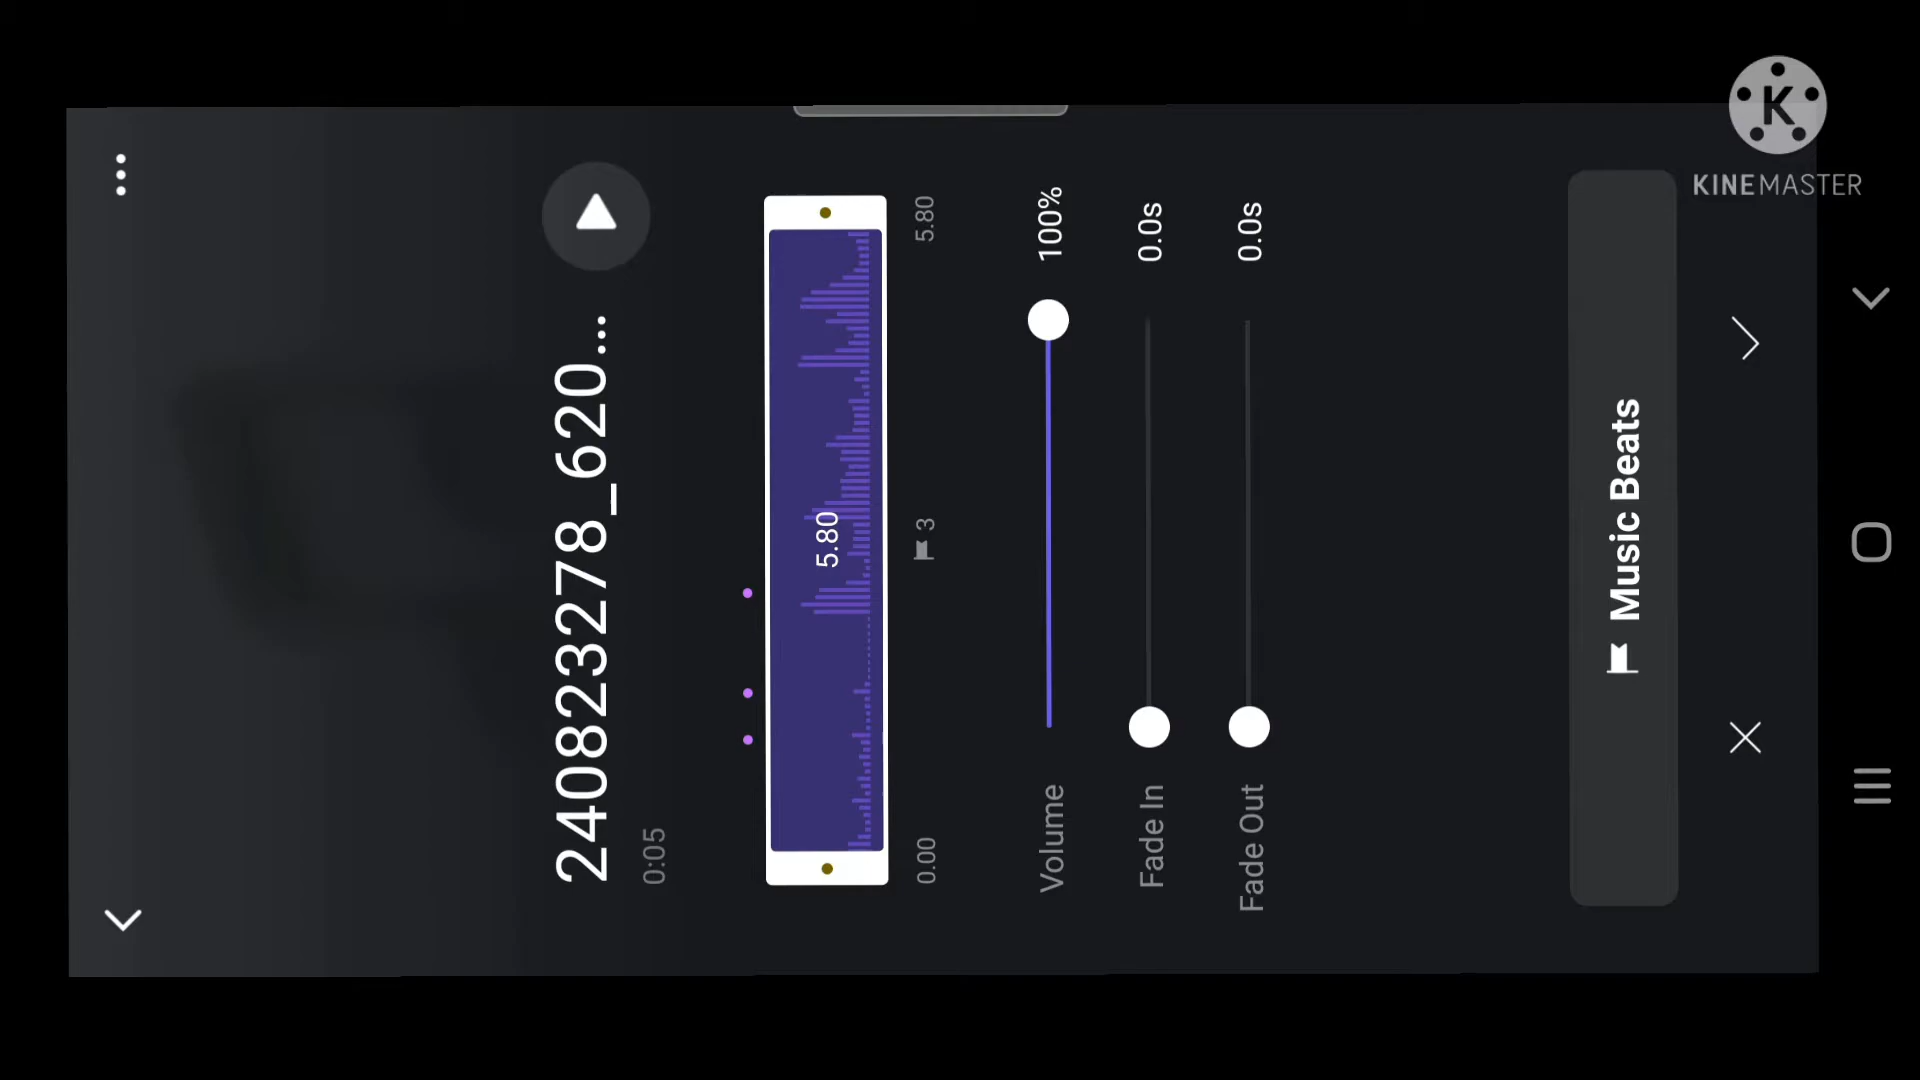 2408823278_620...
0:05
5.80
0.00
3
5.80
Volume
100%
Fade In
0.0s
Fade Out
0.0s
Music Beats
K
KINEMASTER